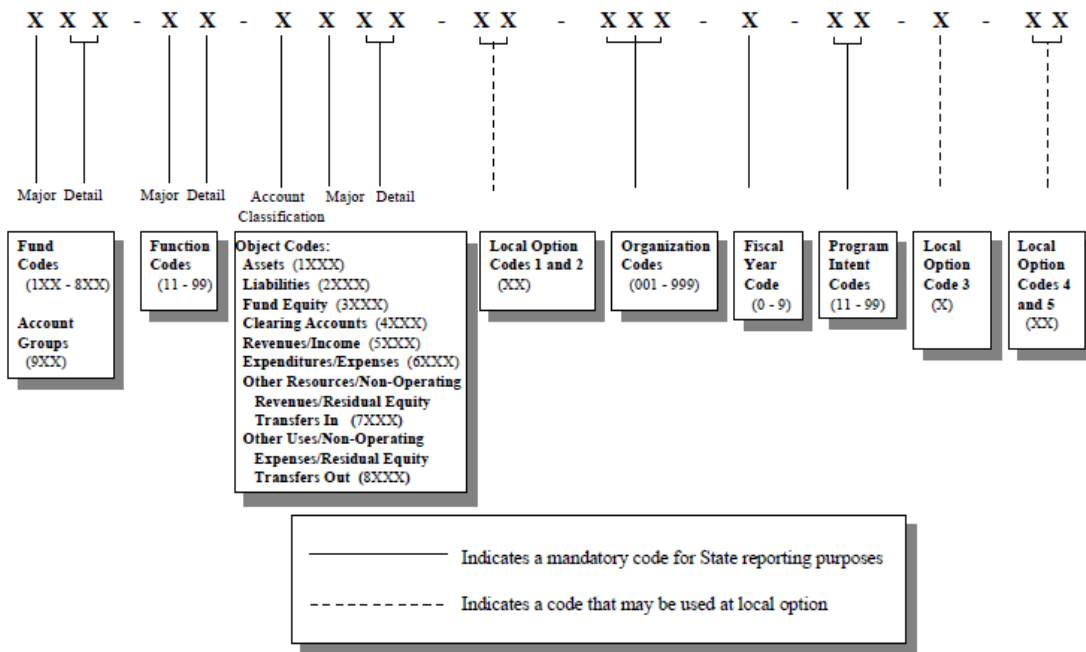 X X X - X X - X X X X - X X - X X X - X - X X - X - X X
Major Detail Major Detail Account Major Detail
Classification
Fund
Codes
(1XX - 8XX)
Account
Groups
(9XX)
Function
Codes
(11 - 99)
Object Codes:
Assets (1XXX)
Liabilities (2XXX)
Fund Equity (3XXX)
Clearing Accounts (4XXX)
Revenues/Income (5XXX)
Expenditures/Expenses (6XXX)
Other Resources/Non-Operating
Revenues/Residual Equity
Transfers In (7XXX)
Other Uses/Non-Operating
Expenses/Residual Equity
Transfers Out (8XXX)
Local Option
Codes 1 and 2
(XX)
Organization
Codes
(001 - 999)
Fiscal
Year
Code
(0 - 9)
Program
Intent
Codes
(11 - 99)
Local
Option
Code 3
(X)
Local
Option
Codes 4
and 5
(XX)
Indicates a mandatory code for State reporting purposes
Indicates a code that may be used at local option